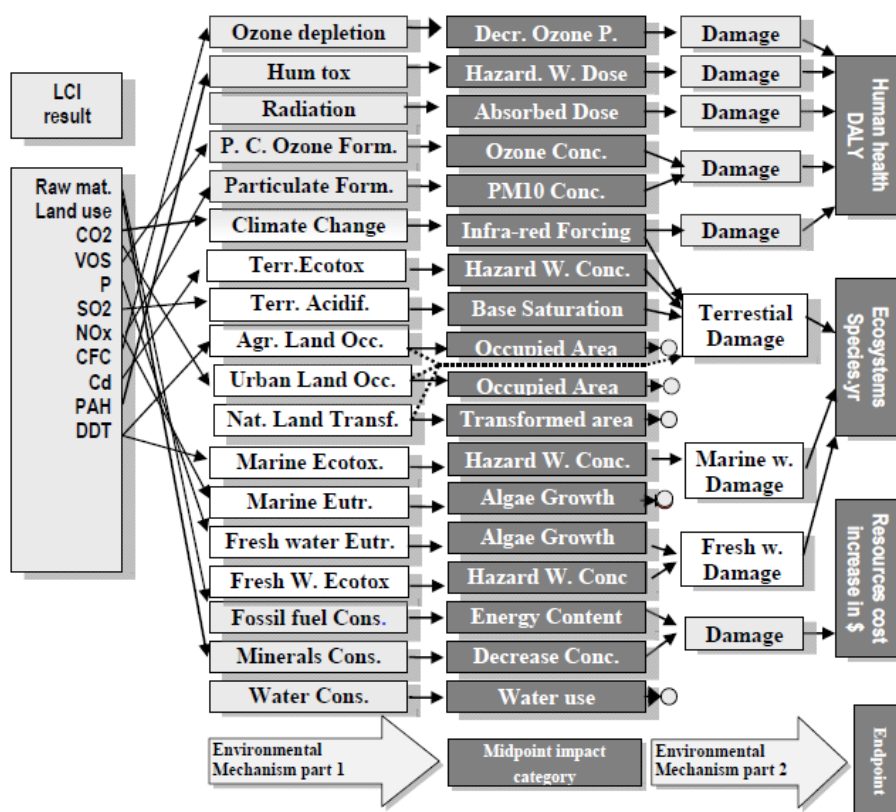 LCI
result
Raw mat.
Land use
CO2
VOS
P
SO2
NOx
CFC
Cd
PAH
DDT
Ozone depletion
Hum tox
Radiation
P. C. Ozone Form.
Particulate Form.
Climate Change
Terr.Ecotox
Terr. Acidif.
Agr. Land Occ.
Urban Land Occ.
Nat. Land Transf.
Marine Ecotox.
Marine Eutr.
Fresh water Eutr.
Fresh W. Ecotox
Fossil fuel Cons.
Minerals Cons.
Water Cons.
Decr. Ozone P.
Hazard. W. Dose
Absorbed Dose
Ozone Conc.
PM10 Conc.
Infra-red Forcing
Hazard W. Conc.
Base Saturation
Occupied Area
Occupied Area
Transformed area
Hazard W. Conc.
Algae Growth
Algae Growth
Hazard W. Conc
Energy Content
Decrease Conc.
Water use
Damage
Damage
Damage
Damage
Damage
Terrestial
Damage
Marine w.
Damage
Fresh w.
Damage
Damage
Human health
DALY
Ecosystems
Species.yr
Resources cost
increase in $
Environmental
Mechanism part 1
Midpoint impact
category
Environmental
Mechanism part 2
Endpoint